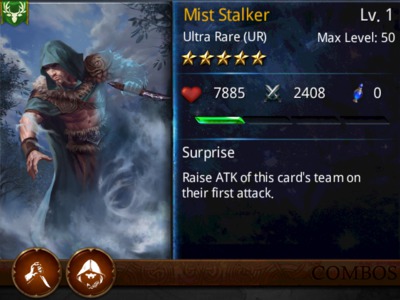 Mist Stalker Lv. 1
Ultra Rare (UR) Max Level: 50
7885 2408 0
Surprise
Raise ATK of this card's team on
their first attack.
COMBOS